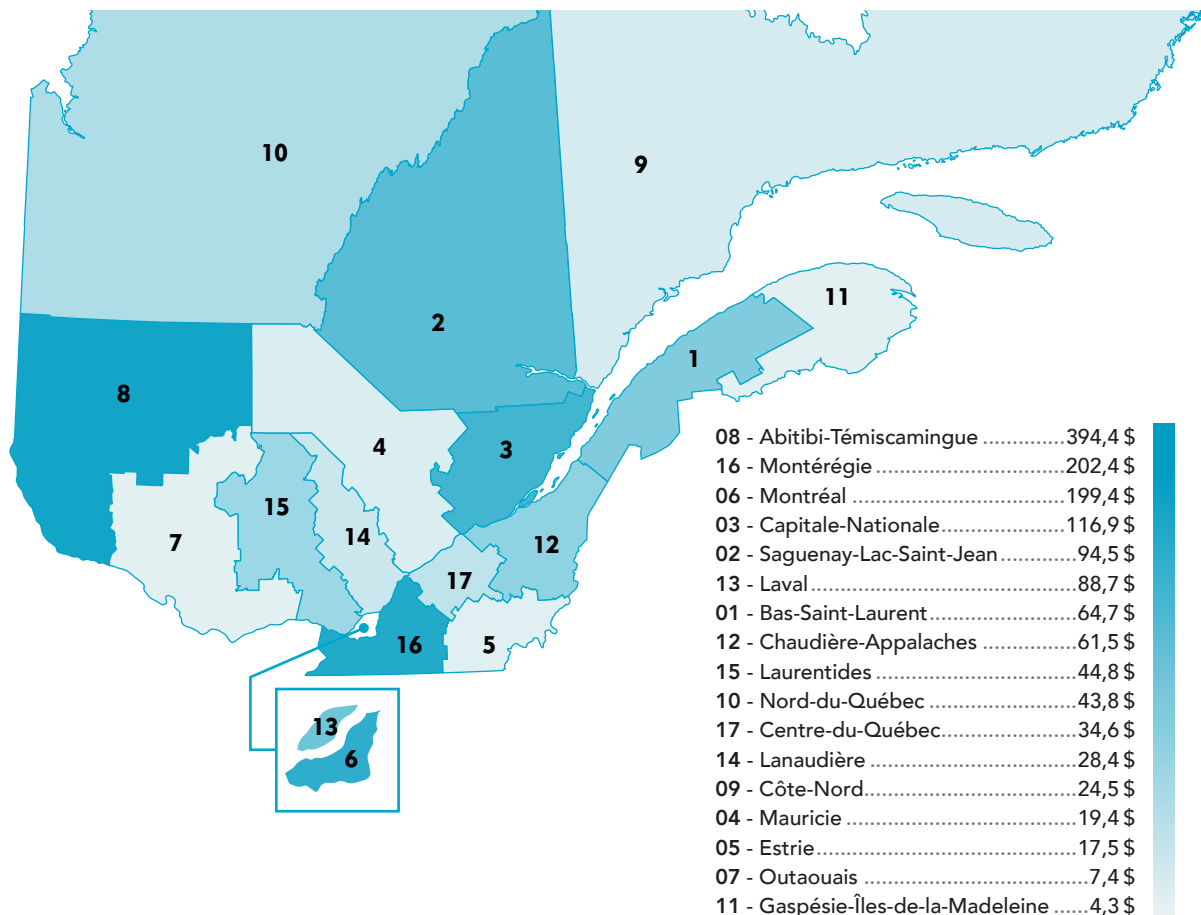 10
9
11
2
1
8
4
3
15
7
14
12
17
16
5
13
6
08 - Abitibi-Témiscamingue ..............394,4 $
16 - Montérégie ...................................202,4 $
06 - Montréal ......................................199,4 $
03 - Capitale-Nationale.......................116,9 $
02 - Saguenay-Lac-Saint-Jean...............94,5 $
13 - Laval...............................................88,7 $
01 - Bas-Saint-Laurent...........................64,7 $
12 - Chaudière-Appalaches ..................61,5 $
15 - Laurentides ....................................44,8 $
10 - Nord-du-Québec ...........................43,8 $
17 - Centre-du-Québec.........................34,6 $
14 - Lanaudière .....................................28,4 $
09 - Côte-Nord......................................24,5 $
04 - Mauricie .........................................19,4 $
05 - Estrie..............................................17,5 $
07 - Outaouais ........................................7,4 $
11 - Gaspésie-Îles-de-la-Madeleine ......4,3 $